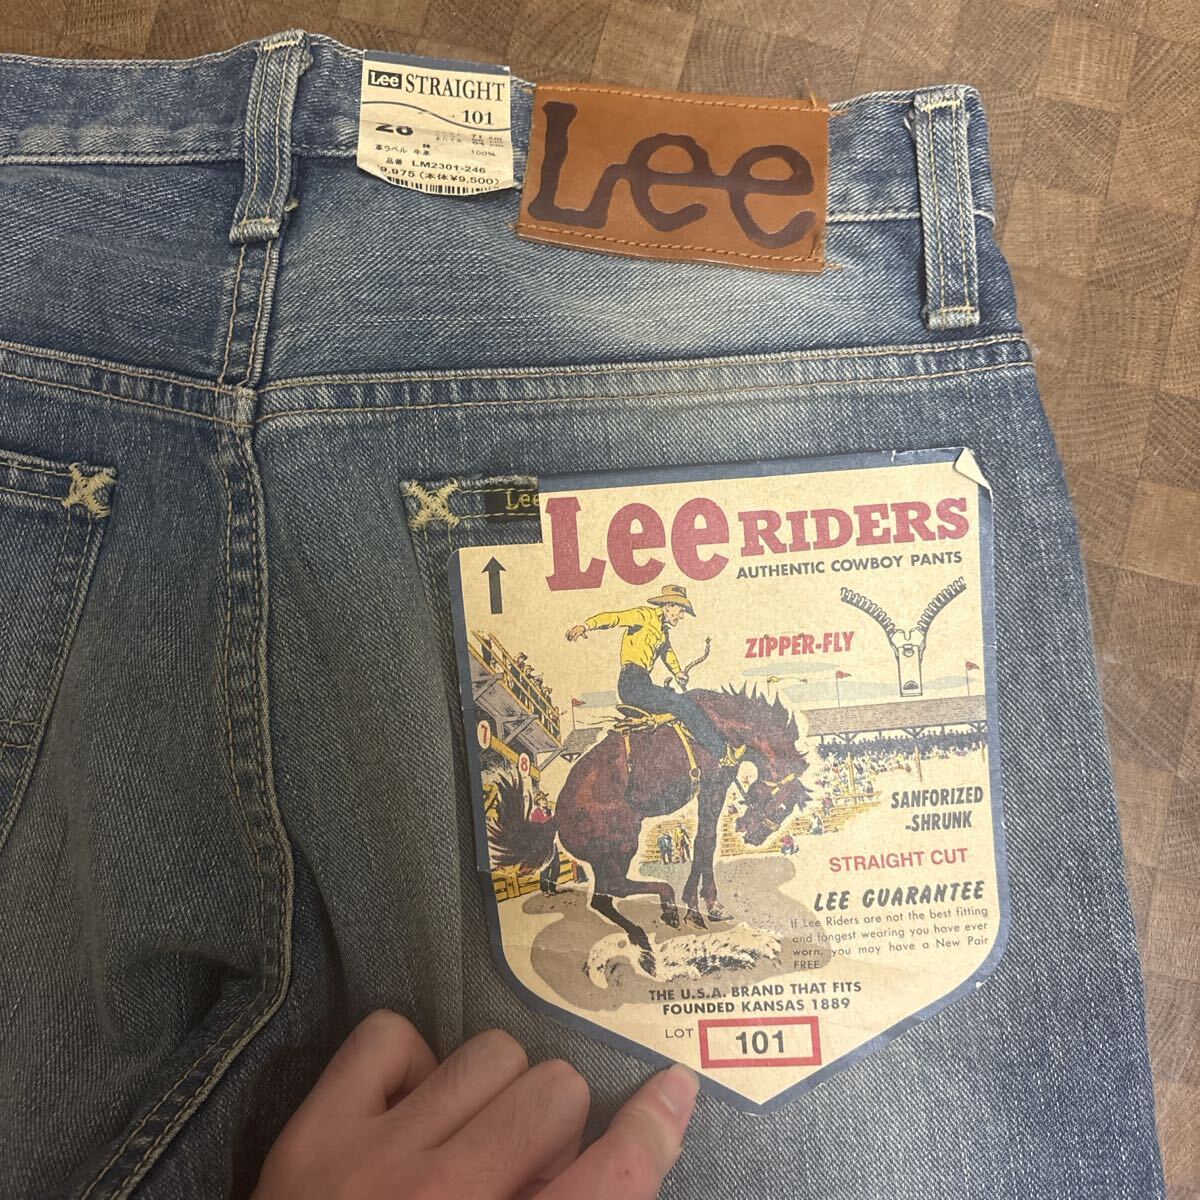 Lee STRAIGHT
101
28
71 cm
革ラベル 牛革 100%
品番 LM2301-246
9,975 (本体¥9,500)
Lee
Lee
Lee RIDERS
AUTHENTIC COWBOY PANTS
ZIPPER-FLY
7
8
SANFORIZED
-SHRUNK
STRAIGHT CUT
LEE GUARANTEE
If Lee Riders are not the best fitting
and longest wearing you have ever
worn, you may have a New Pair
FREE.
THE U.S.A. BRAND THAT FITS
FOUNDED KANSAS 1889
LOT 101